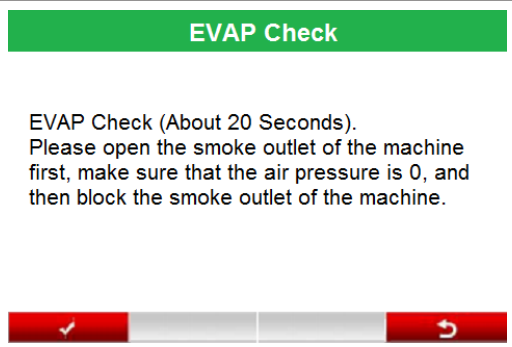 EVAP Check
EVAP Check (About 20 Seconds).
Please open the smoke outlet of the machine
first, make sure that the air pressure is 0, and
then block the smoke outlet of the machine.